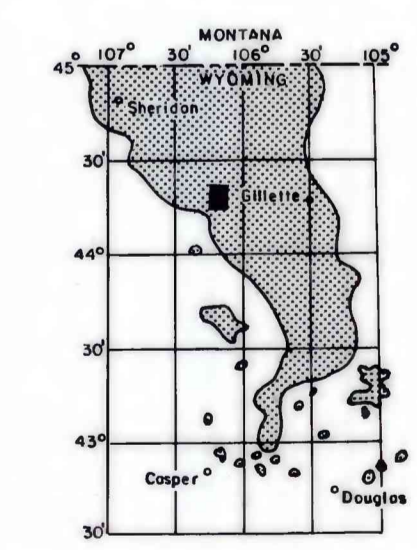 MONTANA
107° 30' 106° 30' 105°
45°
WYOMING
Sheridan
30'
Gillette
44°
30'
43°
Casper
Douglas
30'